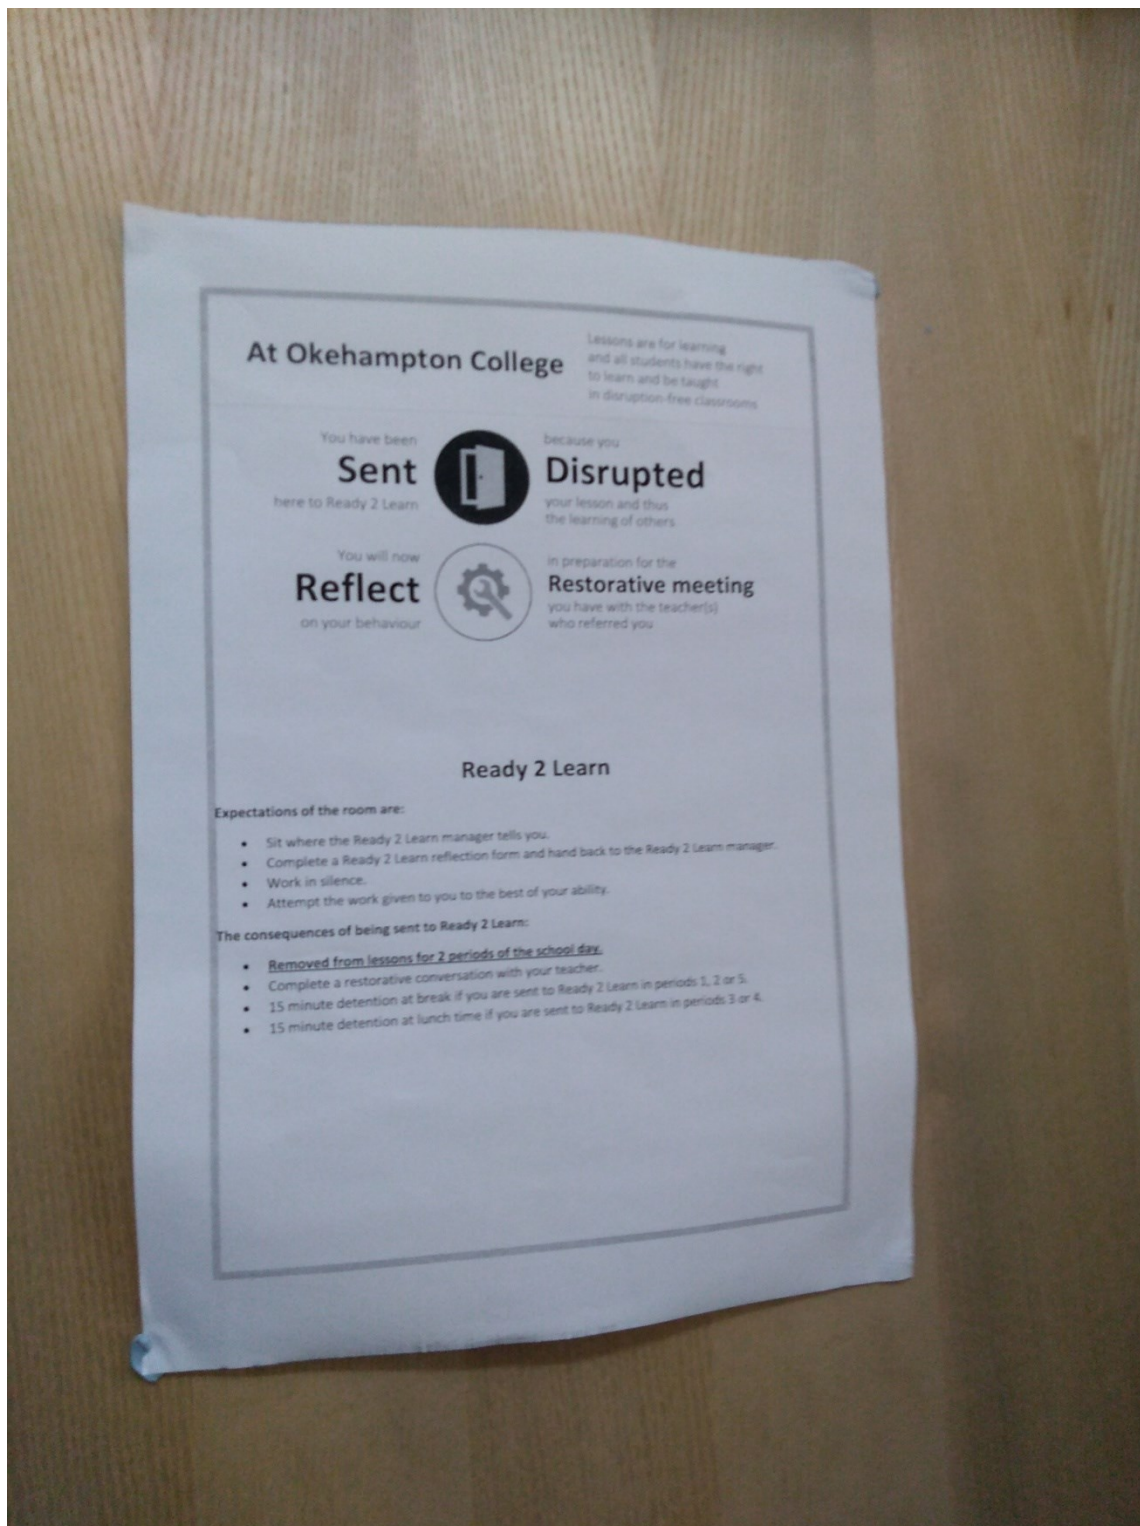 At Okehampton College
Lessons are for learning
and all students have the right
to learn and be taught
in disruption-free classrooms
You have been
Sent
here to Ready 2 Learn
because you
Disrupted
your lesson and thus
the learning of others
You will now
Reflect
on your behaviour
in preparation for the
Restorative meeting
you have with the teacher(s)
who referred you
Ready 2 Learn
Expectations of the room are:
• Sit where the Ready 2 Learn manager tells you.
• Complete a Ready 2 Learn reflection form and hand back to the Ready 2 Learn manager.
• Work in silence.
• Attempt the work given to you to the best of your ability.
The consequences of being sent to Ready 2 Learn:
• Removed from lessons for 2 periods of the school day.
• Complete a restorative conversation with your teacher.
• 15 minute detention at break if you are sent to Ready 2 Learn in periods 1, 2 or 5.
• 15 minute detention at lunch time if you are sent to Ready 2 Learn in periods 3 or 4.